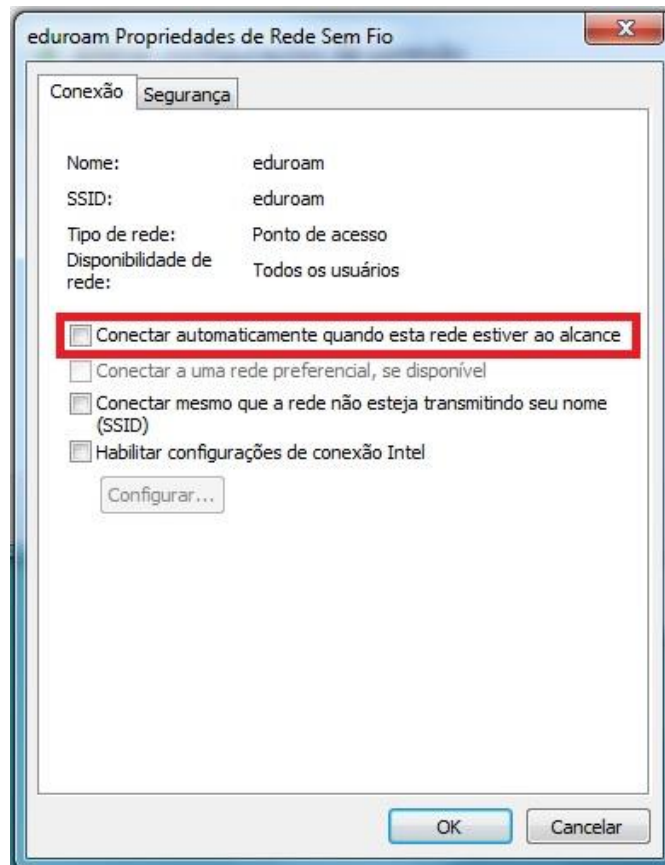 eduroam Propriedades de Rede Sem Fio
Conexão Segurança
Nome: eduroam
SSID: eduroam
Tipo de rede: Ponto de acesso
Disponibilidade de
rede: Todos os usuários
Conectar automaticamente quando esta rede estiver ao alcance
Conectar a uma rede preferencial, se disponível
Conectar mesmo que a rede não esteja transmitindo seu nome
(SSID)
Habilitar configurações de conexão Intel
Configurar...
OK Cancelar